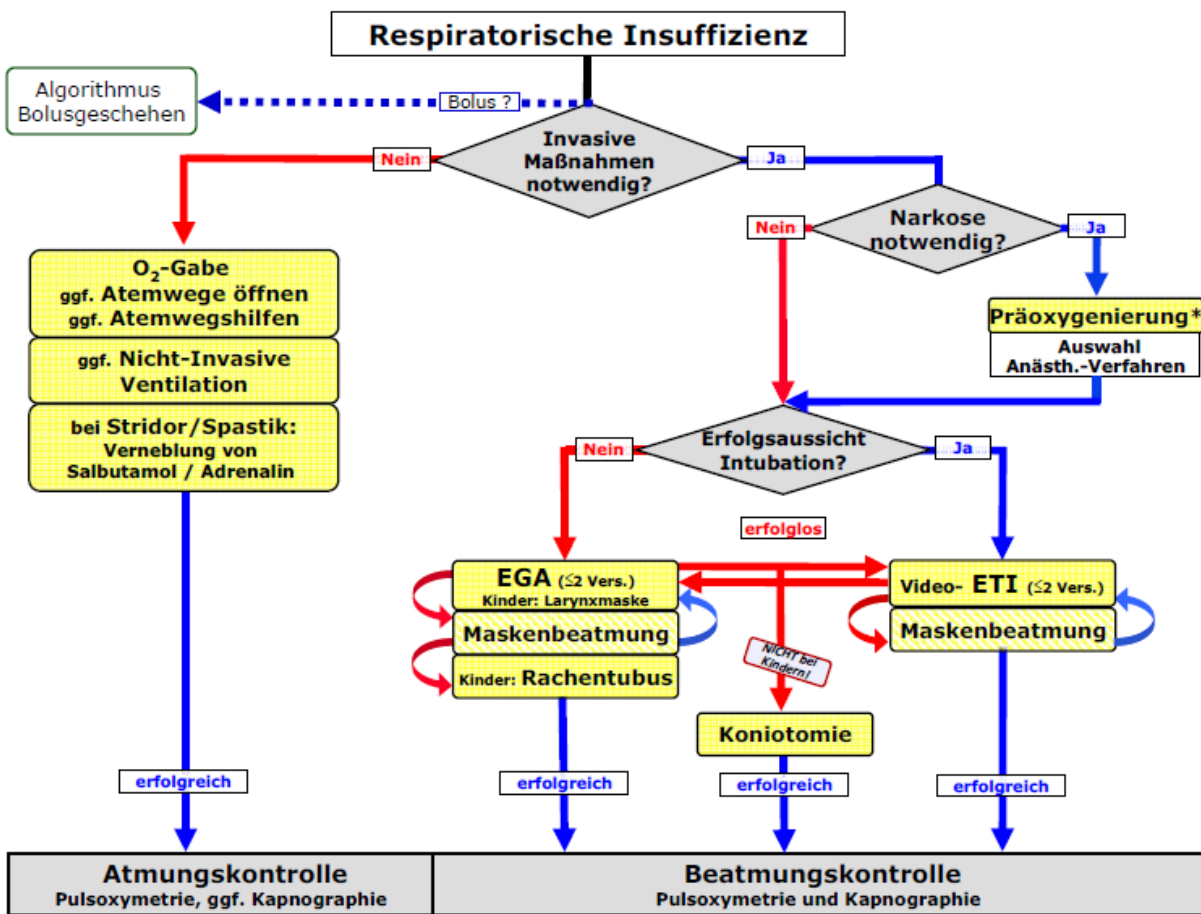 Respiratorische Insuffizienz
Algorithmus
Bolusgeschehen
Bolus ?
Invasive
Maßnahmen
notwendig?
Nein
Ja
Narkose
notwendig?
Nein
Ja
O₂-Gabe
ggf. Atemwege öffnen
ggf. Atemwegshilfen
ggf. Nicht-Invasive
Ventilation
bei Stridor/Spastik:
Verneblung von
Salbutamol / Adrenalin
Präoxygenierung*
Auswahl
Anästh.-Verfahren
Erfolgsaussicht
Intubation?
Nein
Ja
erfolglos
EGA (≤2 Vers.)
Kinder: Larynxmaske
Maskenbeatmung
Kinder: Rachentubus
Video- ETI (≤2 Vers.)
Maskenbeatmung
NICHT bei
Kindern!
Koniotomie
erfolgreich
erfolgreich
erfolgreich
erfolgreich
Atmungskontrolle
Pulsoxymetrie, ggf. Kapnographie
Beatmungskontrolle
Pulsoxymetrie und Kapnographie